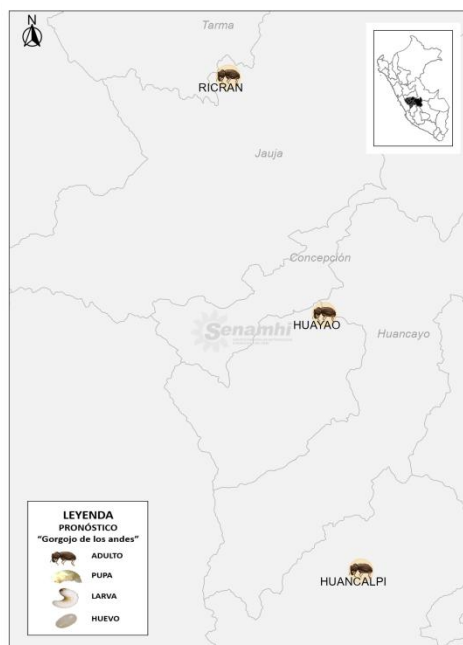 N
Tarma
RICRAN
Jauja
Concepción
HUAYAO
Senamhi
Huancayo
HUANCALPI
LEYENDA
PRONÓSTICO
“Gorgojo de los andes”
ADULTO
PUPA
LARVA
HUEVO